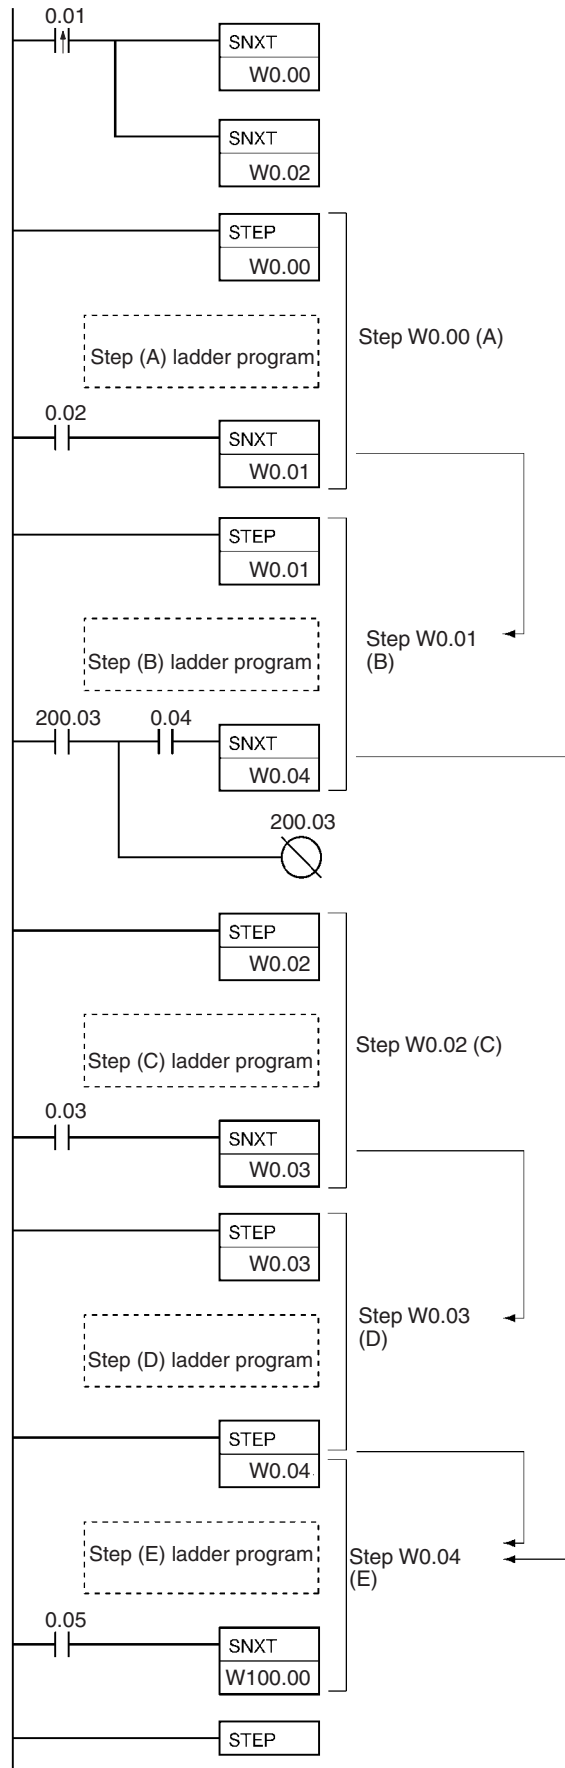 0.01
SNXT
W0.00
SNXT
W0.02
STEP
W0.00
Step W0.00 (A)
Step (A) ladder program
0.02
SNXT
W0.01
STEP
W0.01
Step W0.01
(B)
Step (B) ladder program
200.03
0.04
SNXT
W0.04
200.03
STEP
W0.02
Step W0.02 (C)
Step (C) ladder program
0.03
SNXT
W0.03
STEP
W0.03
Step W0.03
(D)
Step (D) ladder program
STEP
W0.04
Step (E) ladder program
Step W0.04
(E)
0.05
SNXT
W100.00
STEP